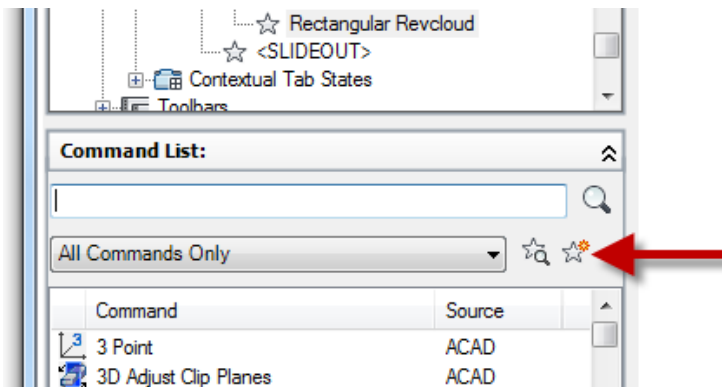 Rectangular Revcloud
<SLIDEOUT>
Contextual Tab States
Toolbars
Command List:
All Commands Only
Command Source
3 Point ACAD
3D Adjust Clip Planes ACAD